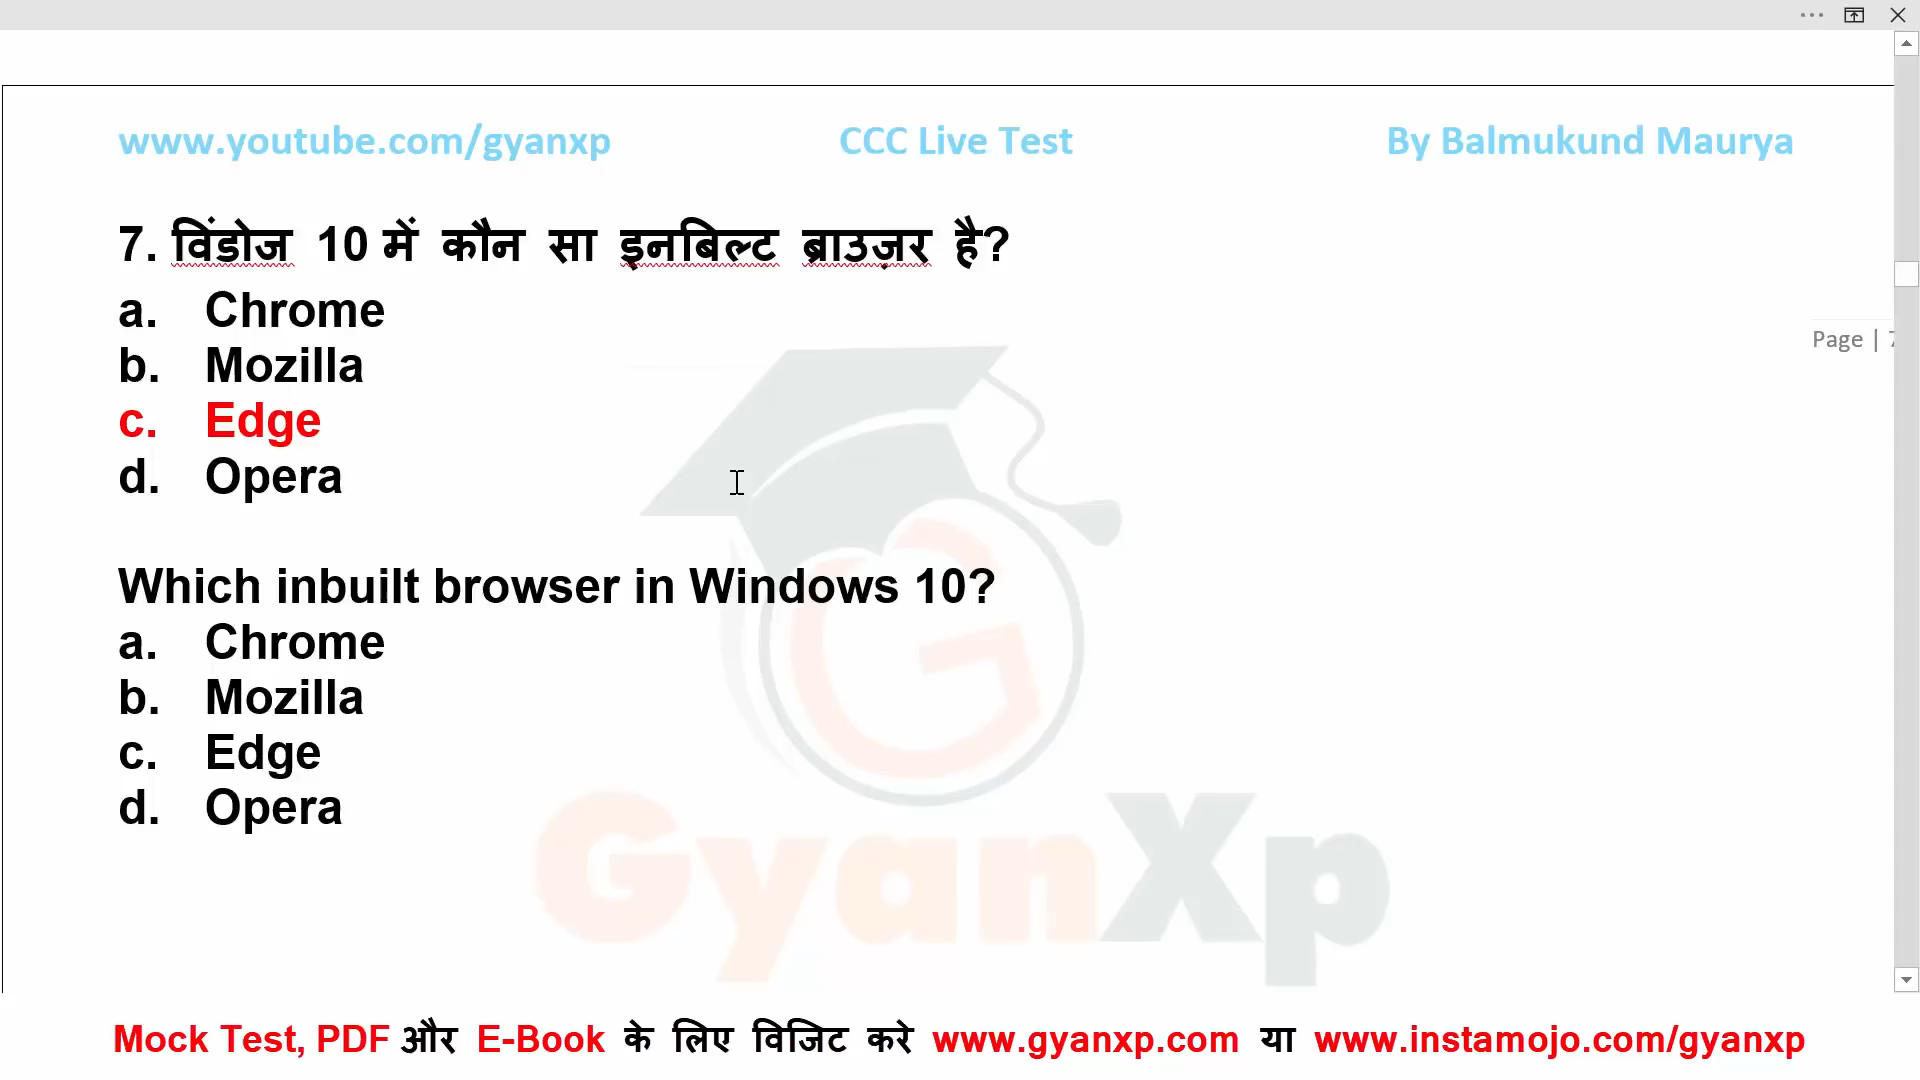 www.youtube.com/gyanxp CCC Live Test By Balmukund Maurya
7. विंडोज 10 में कौन सा इनबिल्ट ब्राउज़र है?
a. Chrome
Page | 7
b. Mozilla
c. Edge
d. Opera
Which inbuilt browser in Windows 10?
a. Chrome
b. Mozilla
c. Edge
d. Opera
GyanXp
Mock Test, PDF और E-Book के लिए विजिट करे www.gyanxp.com या www.instamojo.com/gyanxp